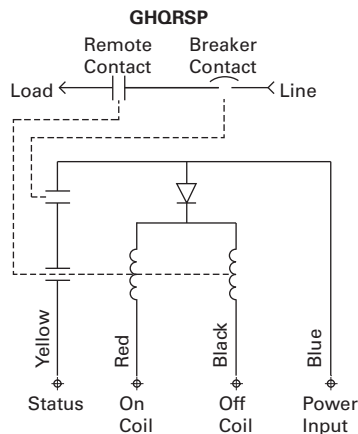 GHQRSP
Remote Contact
Breaker Contact
Load
Line
Yellow
Red
Black
Blue
Status
On Coil
Off Coil
Power Input